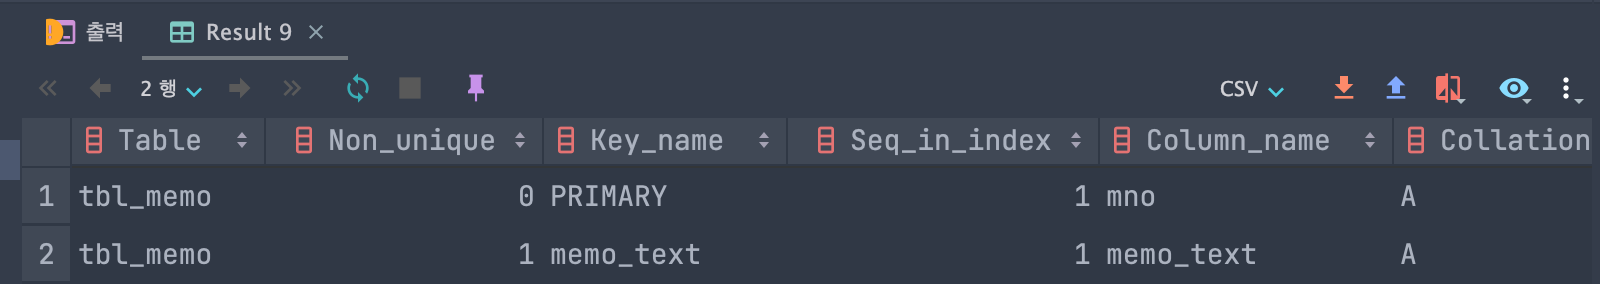 출력 Result 9
2 행 CSV
Table Non_unique Key_name Seq_in_index Column_name Collation
1 tbl_memo 0 PRIMARY 1 mno A
2 tbl_memo 1 memo_text 1 memo_text A